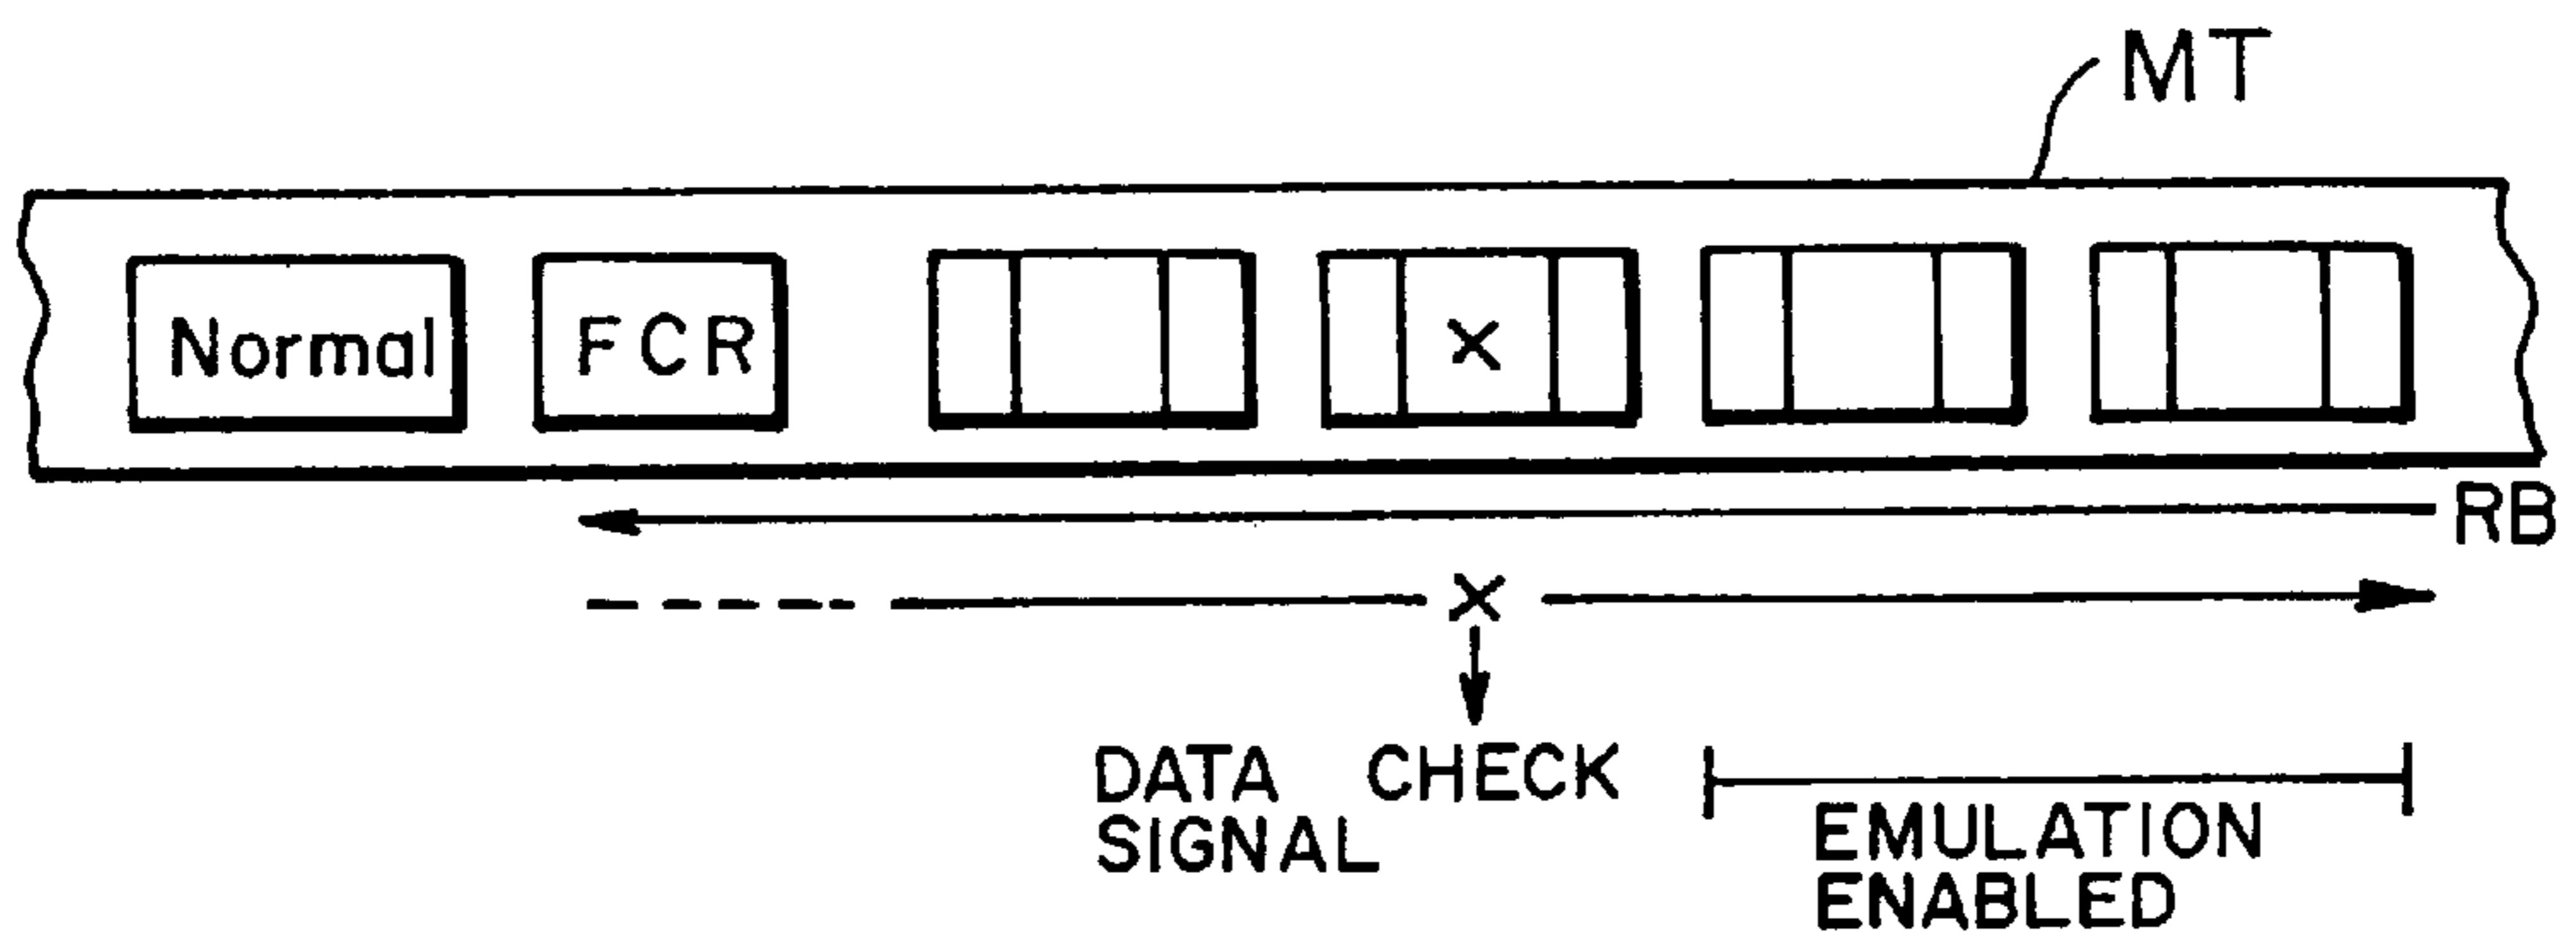 MT
Normal
FCR
X
RB
X
DATA CHECK
SIGNAL
EMULATION
ENABLED